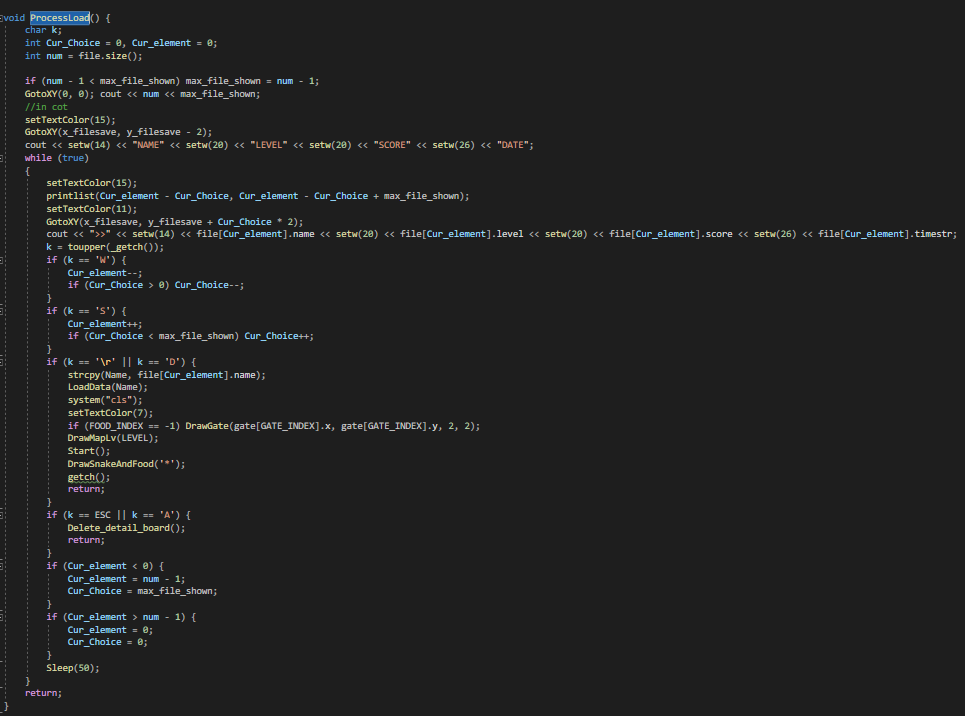 void ProcessLoad() {
    char k;
    int Cur_Choice = 0, Cur_element = 0;
    int num = file.size();

    if (num - 1 < max_file_shown) max_file_shown = num - 1;
    GotoXY(0, 0); cout << num << max_file_shown;
    //in cot
    setTextColor(15);
    GotoXY(x_filesave, y_filesave - 2);
    cout << setw(14) << "NAME" << setw(20) << "LEVEL" << setw(20) << "SCORE" << setw(26) << "DATE";
    while (true)
    {
        setTextColor(15);
        printlist(Cur_element - Cur_Choice, Cur_element - Cur_Choice + max_file_shown);
        setTextColor(11);
        GotoXY(x_filesave, y_filesave + Cur_Choice * 2);
        cout << ">>" << setw(14) << file[Cur_element].name << setw(20) << file[Cur_element].level << setw(20) << file[Cur_element].score << setw(26) << file[Cur_element].timestr;
        k = toupper(_getch());
        if (k == 'W') {
            Cur_element--;
            if (Cur_Choice > 0) Cur_Choice--;
        }
        if (k == 'S') {
            Cur_element++;
            if (Cur_Choice < max_file_shown) Cur_Choice++;
        }
        if (k == '\r' || k == 'D') {
            strcpy(Name, file[Cur_element].name);
            LoadData(Name);
            system("cls");
            setTextColor(7);
            if (FOOD_INDEX == -1) DrawGate(gate[GATE_INDEX].x, gate[GATE_INDEX].y, 2, 2);
            DrawMapLv(LEVEL);
            Start();
            DrawSnakeAndFood('*');
            getch();
            return;
        }
        if (k == ESC || k == 'A') {
            Delete_detail_board();
            return;
        }
        if (Cur_element < 0) {
            Cur_element = num - 1;
            Cur_Choice = max_file_shown;
        }
        if (Cur_element > num - 1) {
            Cur_element = 0;
            Cur_Choice = 0;
        }
        Sleep(50);
    }
    return;
}